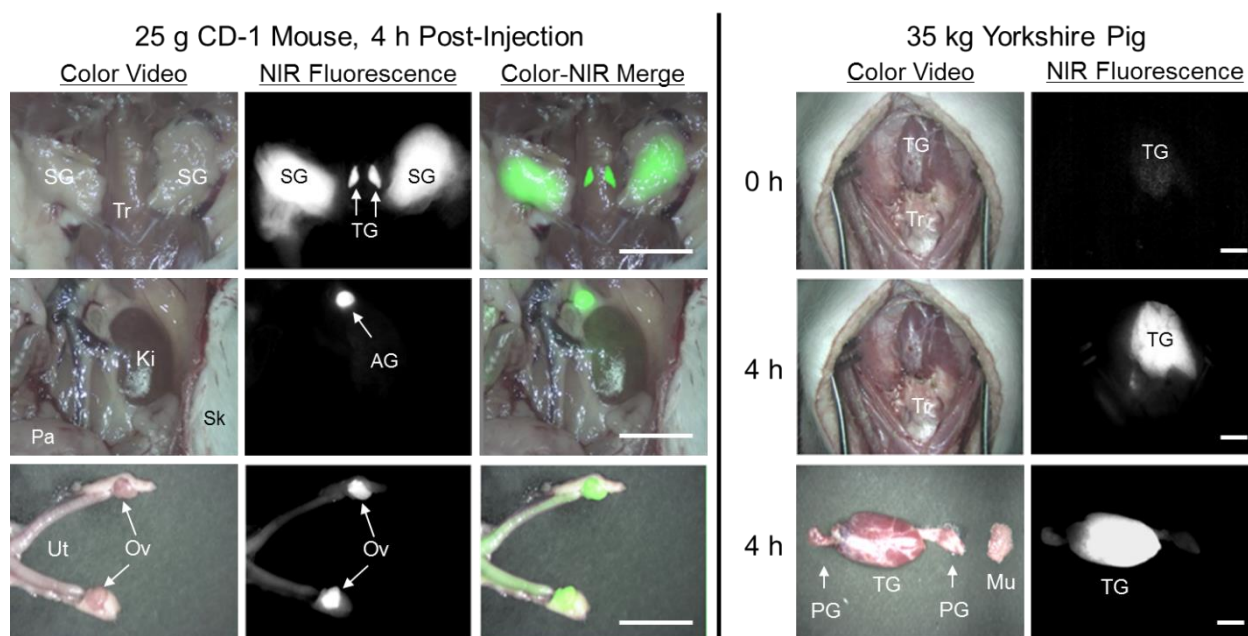 25 g CD-1 Mouse, 4 h Post-Injection
Color Video NIR Fluorescence Color-NIR Merge
SG SG Tr
SG SG TG
Ki Pa Sk
AG
Ut Ov
Ov
35 kg Yorkshire Pig
Color Video NIR Fluorescence
0 h
TG Tr
TG
4 h
Tr
TG
4 h
PG TG PG Mu
TG